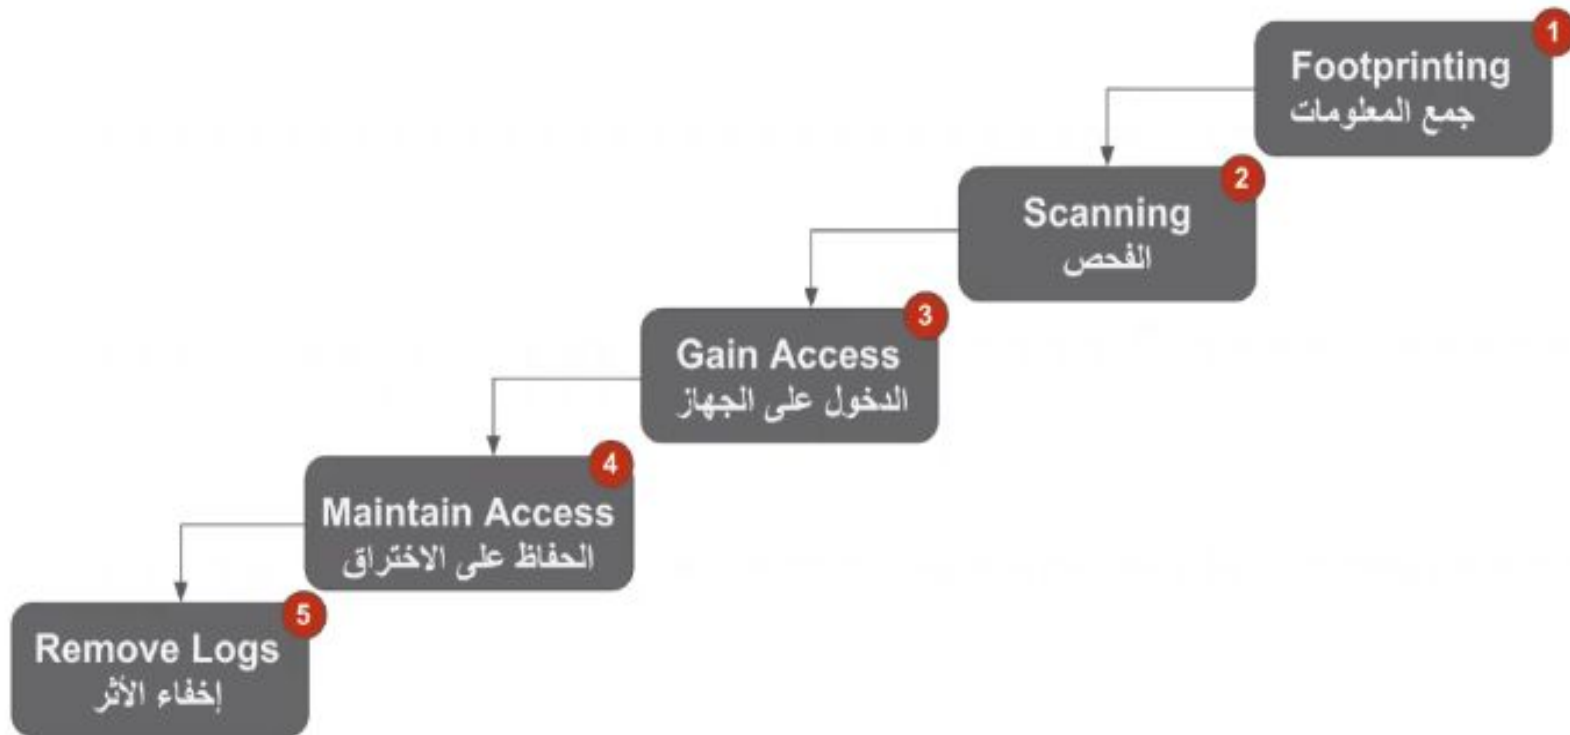 1
Footprinting
جمع المعلومات
2
Scanning
الفحص
3
Gain Access
الدخول على الجهاز
4
Maintain Access
الحفاظ على الاختراق
5
Remove Logs
إخفاء الأثر